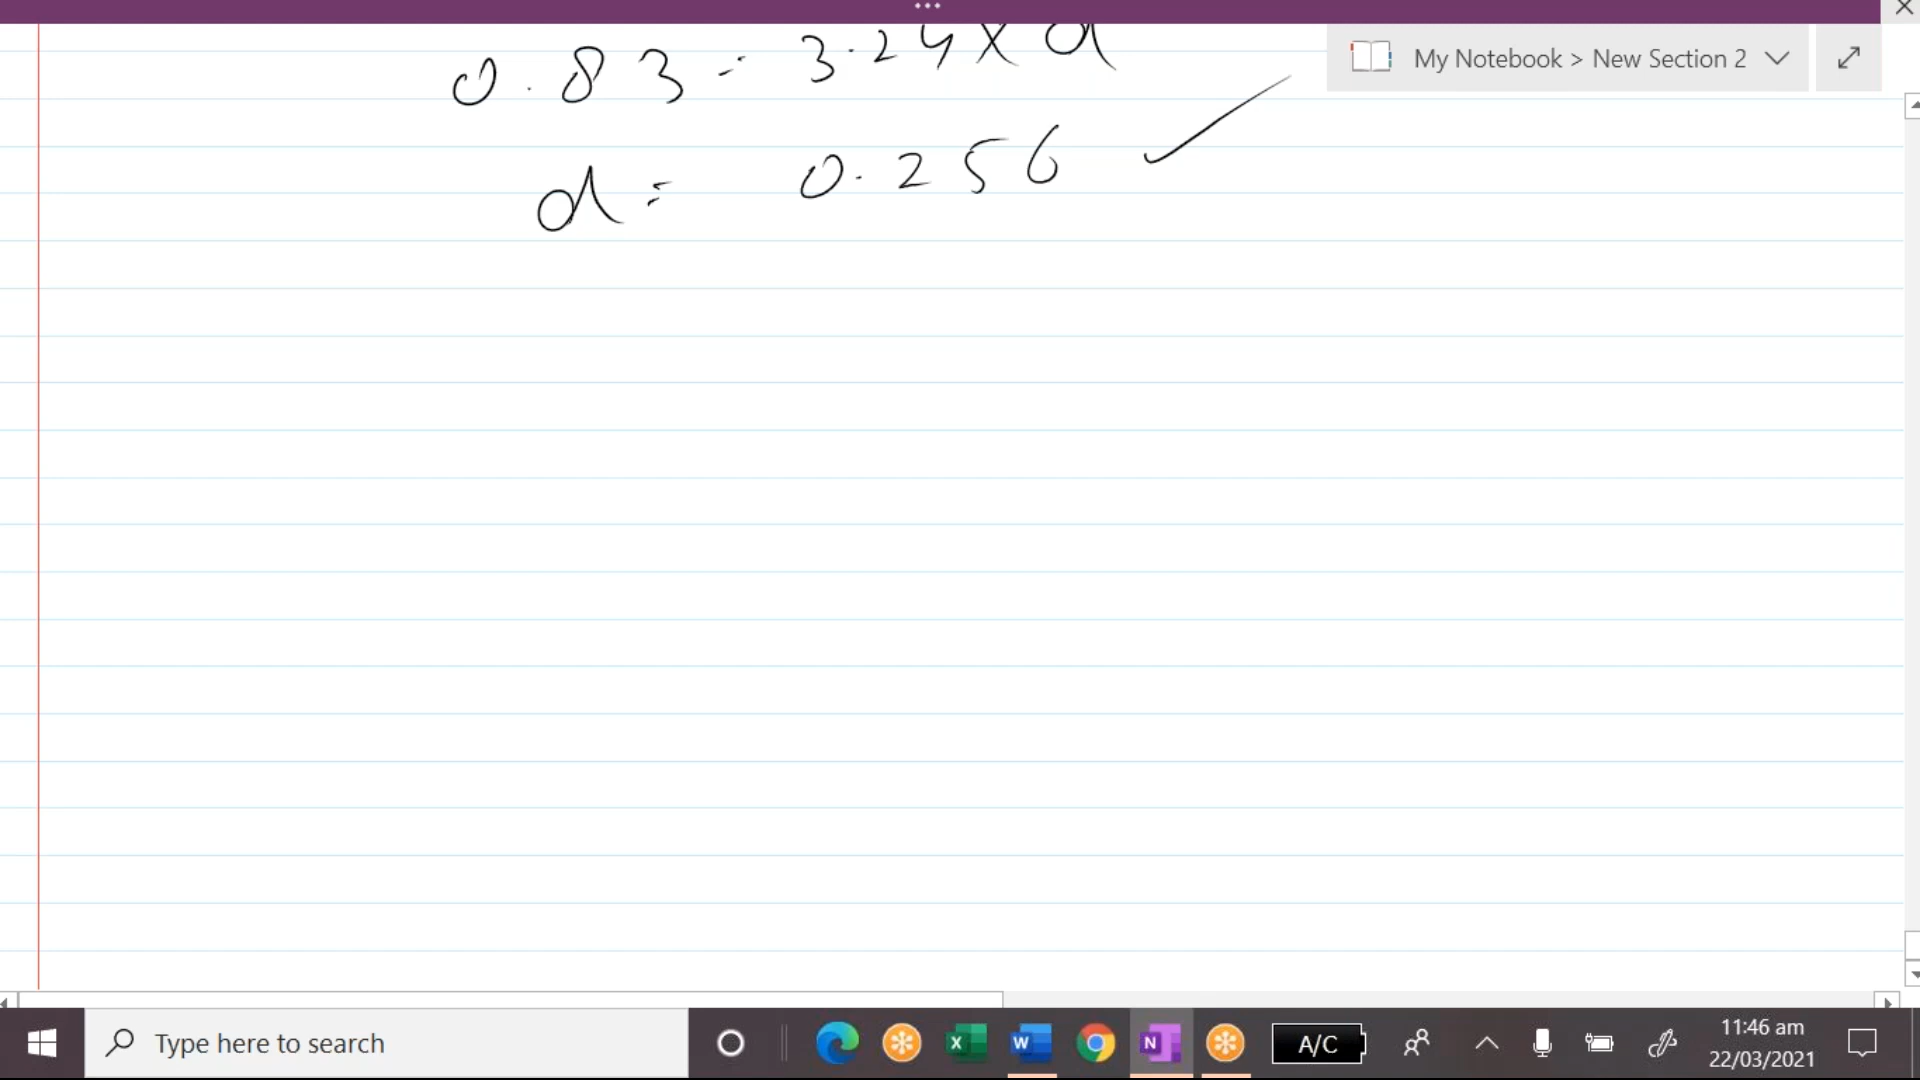 0.83 = 3.24 x d
My Notebook > New Section 2
d = 0.256 ✓
Type here to search
A/C
11:46 am
22/03/2021